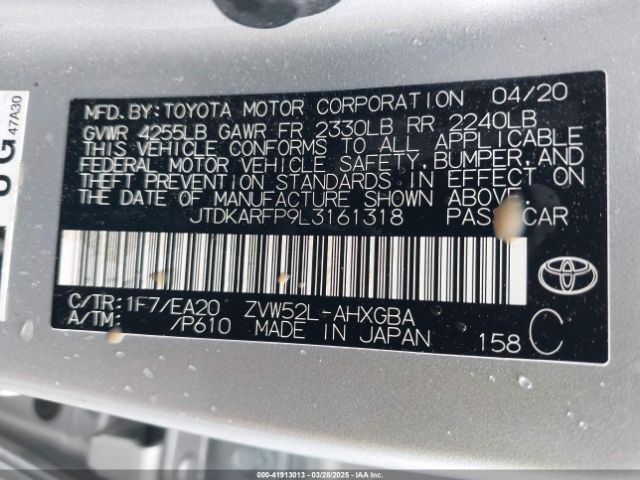 47A30
MFD. BY: TOYOTA MOTOR CORPORATION 04/20
GVWR 4255LB GAWR FR 2330LB RR 2240LB
THIS VEHICLE CONFORMS TO ALL APPLICABLE
FEDERAL MOTOR VEHICLE SAFETY, BUMPER, AND
THEFT PREVENTION STANDARDS IN EFFECT ON
THE DATE OF MANUFACTURE SHOWN ABOVE.
JTDKARFP9L3161318 PASS. CAR
C/TR: 1F7/EA20 ZVW52L-AHXGBA
A/TM: /P610 MADE IN JAPAN 158 C
000-41913013 | 03/28/2025 | IAAI.COM